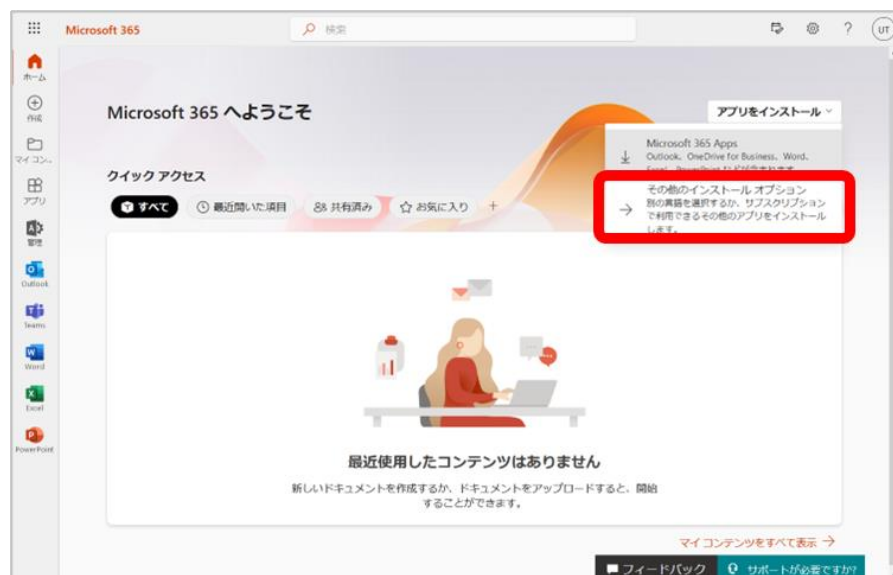 Microsoft 365
検索
UT
ホーム
作成
マイ コン..
アプリ
管理
Outlook
Teams
Word
Excel
PowerPoint
Microsoft 365 へようこそ
アプリをインストール
Microsoft 365 Apps
Outlook、OneDrive for Business、Word、
Excel、PowerPoint などが含まれます
その他のインストール オプション
別の言語を選択するか、サブスクリプション
で利用できるその他のアプリをインストール
します。
クイック アクセス
すべて
最近開いた項目
共有済み
お気に入り
最近使用したコンテンツはありません
新しいドキュメントを作成するか、ドキュメントをアップロードすると、開始
することができます。
マイ コンテンツをすべて表示 →
フィードバック
サポートが必要ですか?